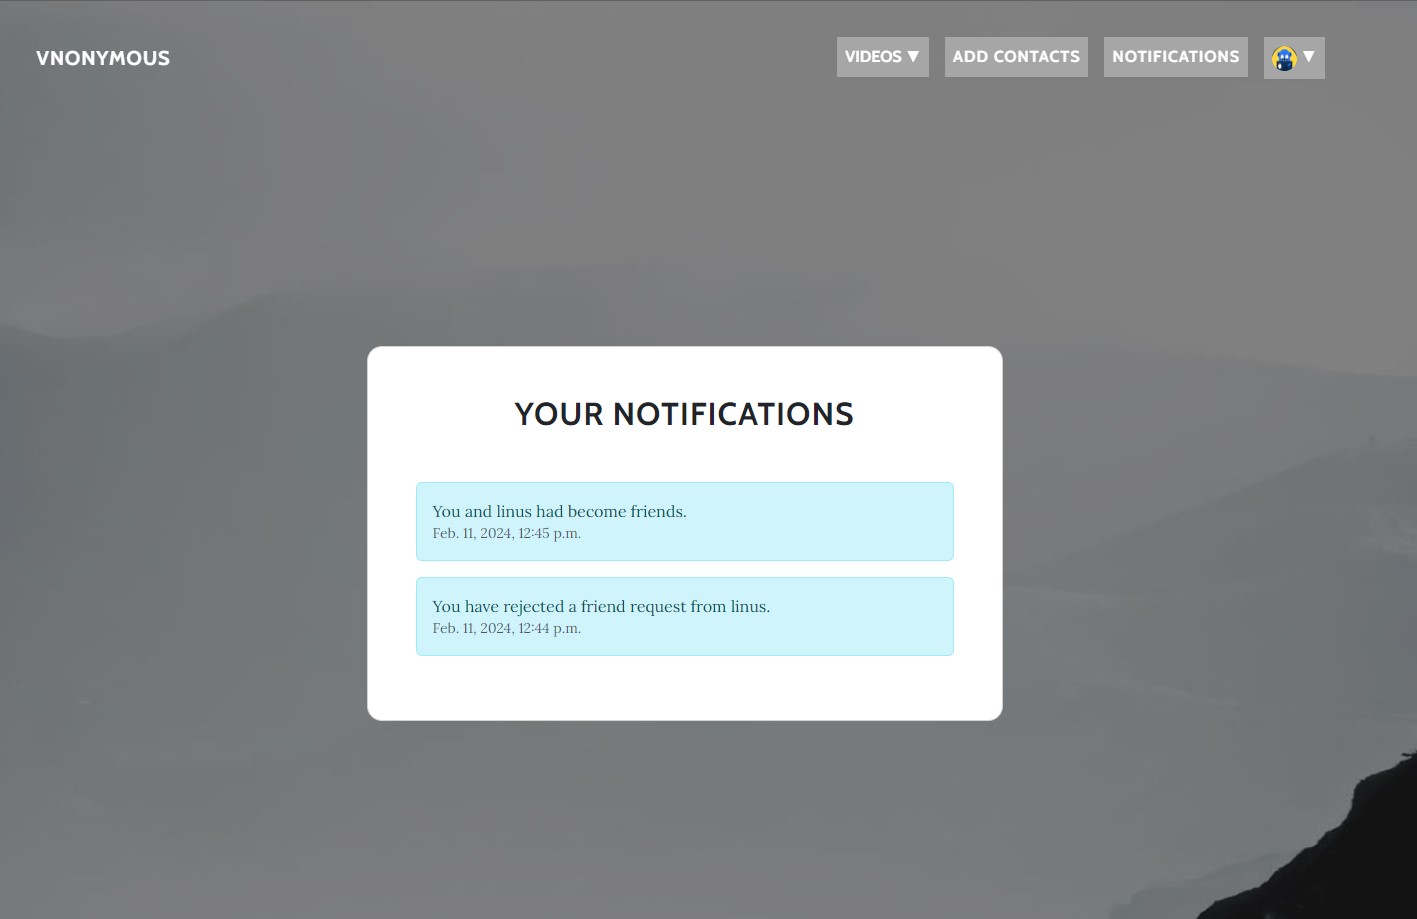 VNONYMOUS
VIDEOS ▼
ADD CONTACTS
NOTIFICATIONS
▼
YOUR NOTIFICATIONS
You and linus had become friends.
Feb. 11, 2024, 12:45 p.m.
You have rejected a friend request from linus.
Feb. 11, 2024, 12:44 p.m.